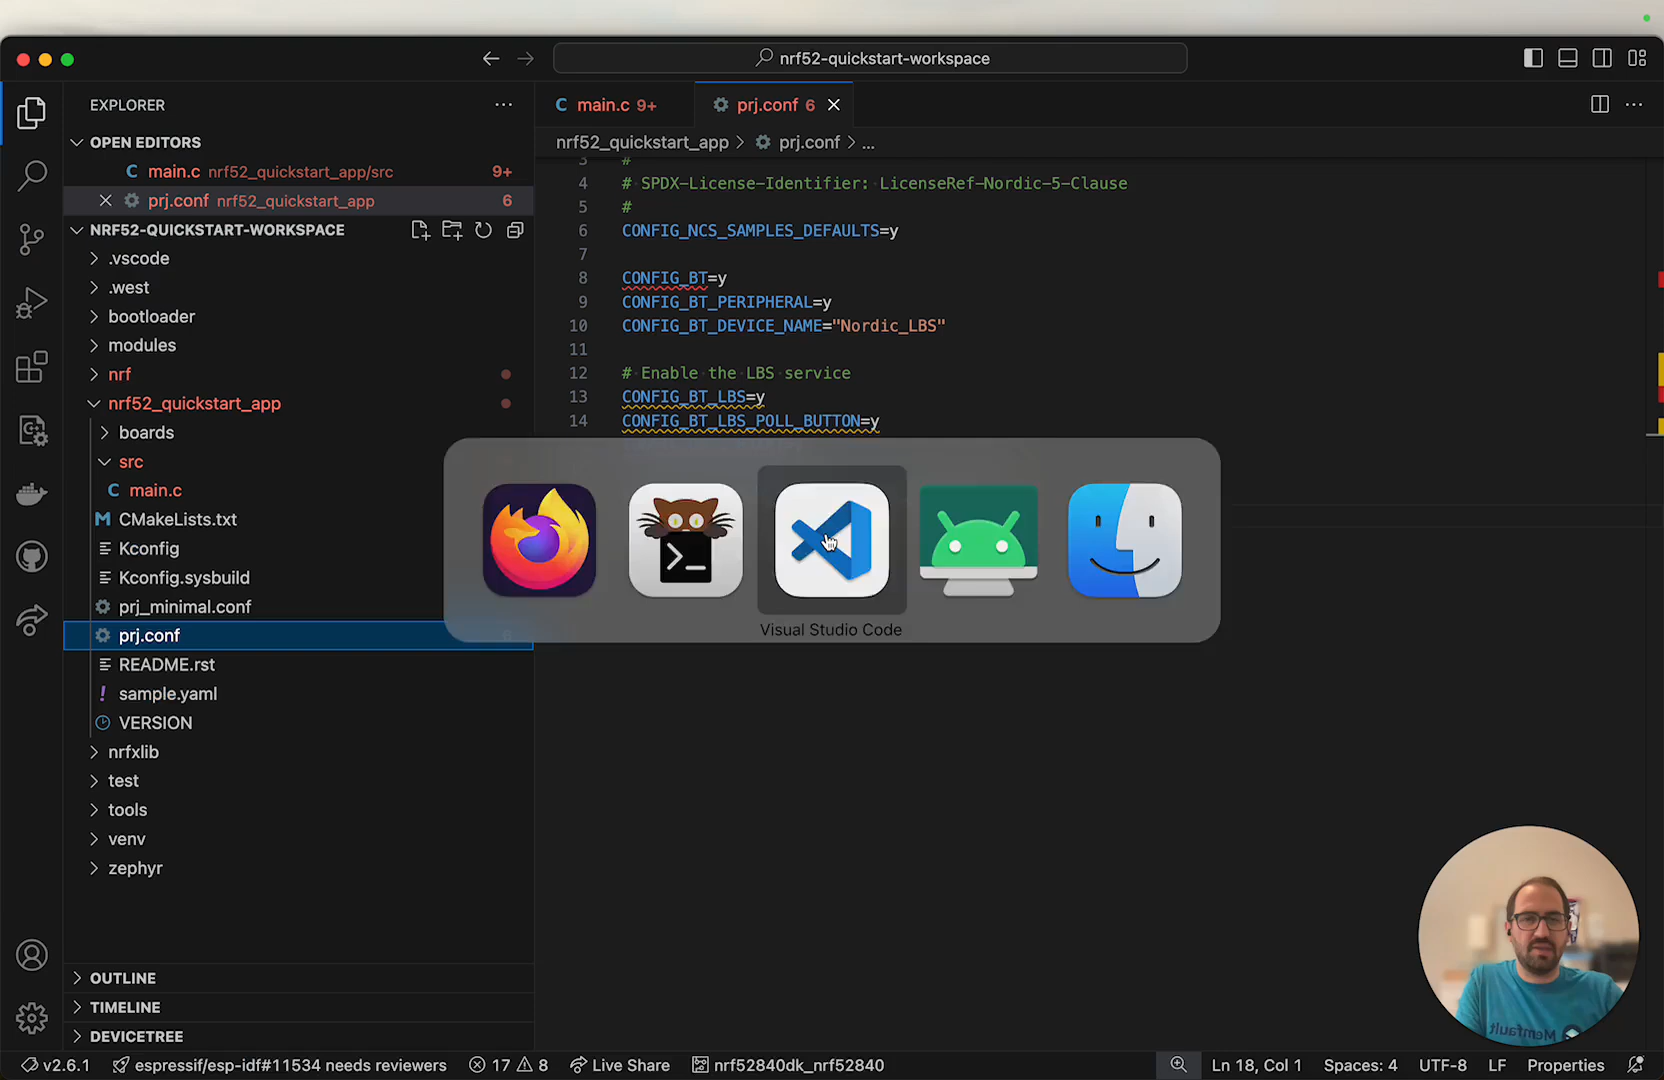 nrf52-quickstart-workspace
EXPLORER
OPEN EDITORS
main.c nrf52_quickstart_app/src 9+
prj.conf nrf52_quickstart_app 6
NRF52-QUICKSTART-WORKSPACE
.vscode
.west
bootloader
modules
nrf
nrf52_quickstart_app
boards
src
C main.c
M CMakeLists.txt
Kconfig
Kconfig.sysbuild
prj_minimal.conf
prj.conf
README.rst
! sample.yaml
VERSION
nrfxlib
test
tools
venv
zephyr
OUTLINE
TIMELINE
DEVICETREE
C main.c 9+
prj.conf 6
nrf52_quickstart_app > prj.conf > ...
3 #
4 # SPDX-License-Identifier: LicenseRef-Nordic-5-Clause
5 #
6 CONFIG_NCS_SAMPLES_DEFAULTS=y
7
8 CONFIG_BT=y
9 CONFIG_BT_PERIPHERAL=y
10 CONFIG_BT_DEVICE_NAME="Nordic_LBS"
11
12 # Enable the LBS service
13 CONFIG_BT_LBS=y
14 CONFIG_BT_LBS_POLL_BUTTON=y
Visual Studio Code
Memfault
v2.6.1 espressif/esp-idf#11534 needs reviewers 17 8 Live Share nrf52840dk_nrf52840 Ln 18, Col 1 Spaces: 4 UTF-8 LF Properties